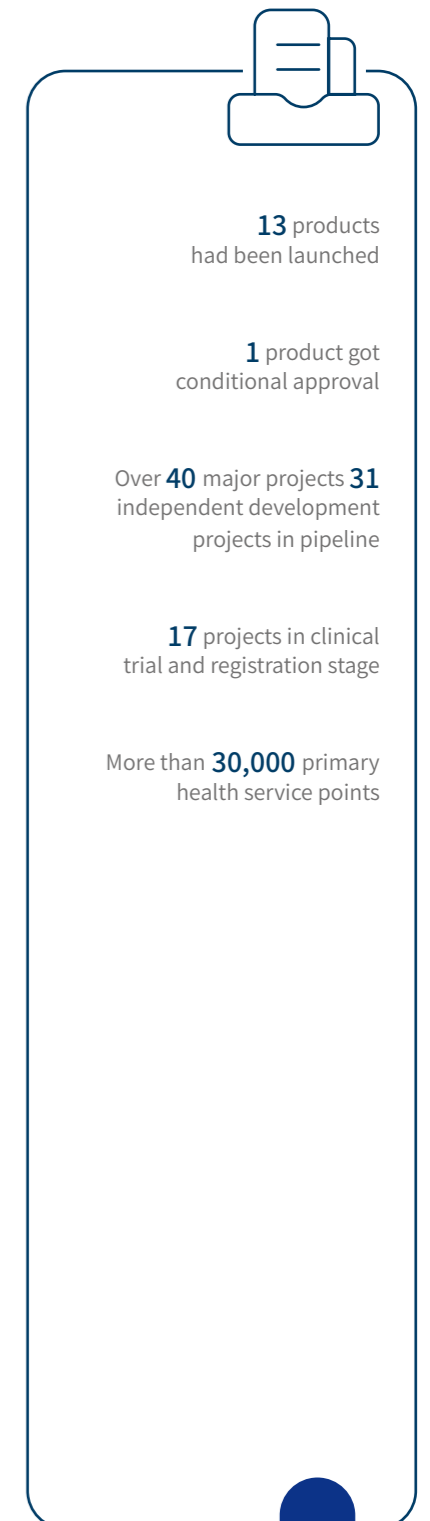 13 products
had been launched
1 product got
conditional approval
Over 40 major projects 31
independent development
projects in pipeline
17 projects in clinical
trial and registration stage
More than 30,000 primary
health service points